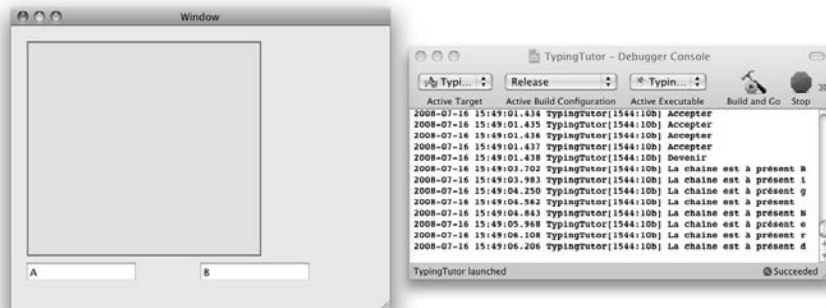 Window
A
B
TypingTutor – Debugger Console
Typi...
Release
Typin...
Active Target
Active Build Configuration
Active Executable
Build and Go
Stop
2008-07-16 15:49:01.434 TypingTutor[1544:10b] Accepter
2008-07-16 15:49:01.435 TypingTutor[1544:10b] Accepter
2008-07-16 15:49:01.436 TypingTutor[1544:10b] Accepter
2008-07-16 15:49:01.437 TypingTutor[1544:10b] Accepter
2008-07-16 15:49:01.438 TypingTutor[1544:10b] Devenir
2008-07-16 15:49:03.702 TypingTutor[1544:10b] La chaine est à présent B
2008-07-16 15:49:03.983 TypingTutor[1544:10b] La chaine est à présent i
2008-07-16 15:49:04.250 TypingTutor[1544:10b] La chaine est à présent g
2008-07-16 15:49:04.562 TypingTutor[1544:10b] La chaine est à présent
2008-07-16 15:49:04.843 TypingTutor[1544:10b] La chaine est à présent N
2008-07-16 15:49:05.968 TypingTutor[1544:10b] La chaine est à présent e
2008-07-16 15:49:06.108 TypingTutor[1544:10b] La chaine est à présent r
2008-07-16 15:49:06.206 TypingTutor[1544:10b] La chaine est à présent d
TypingTutor launched
Succeeded